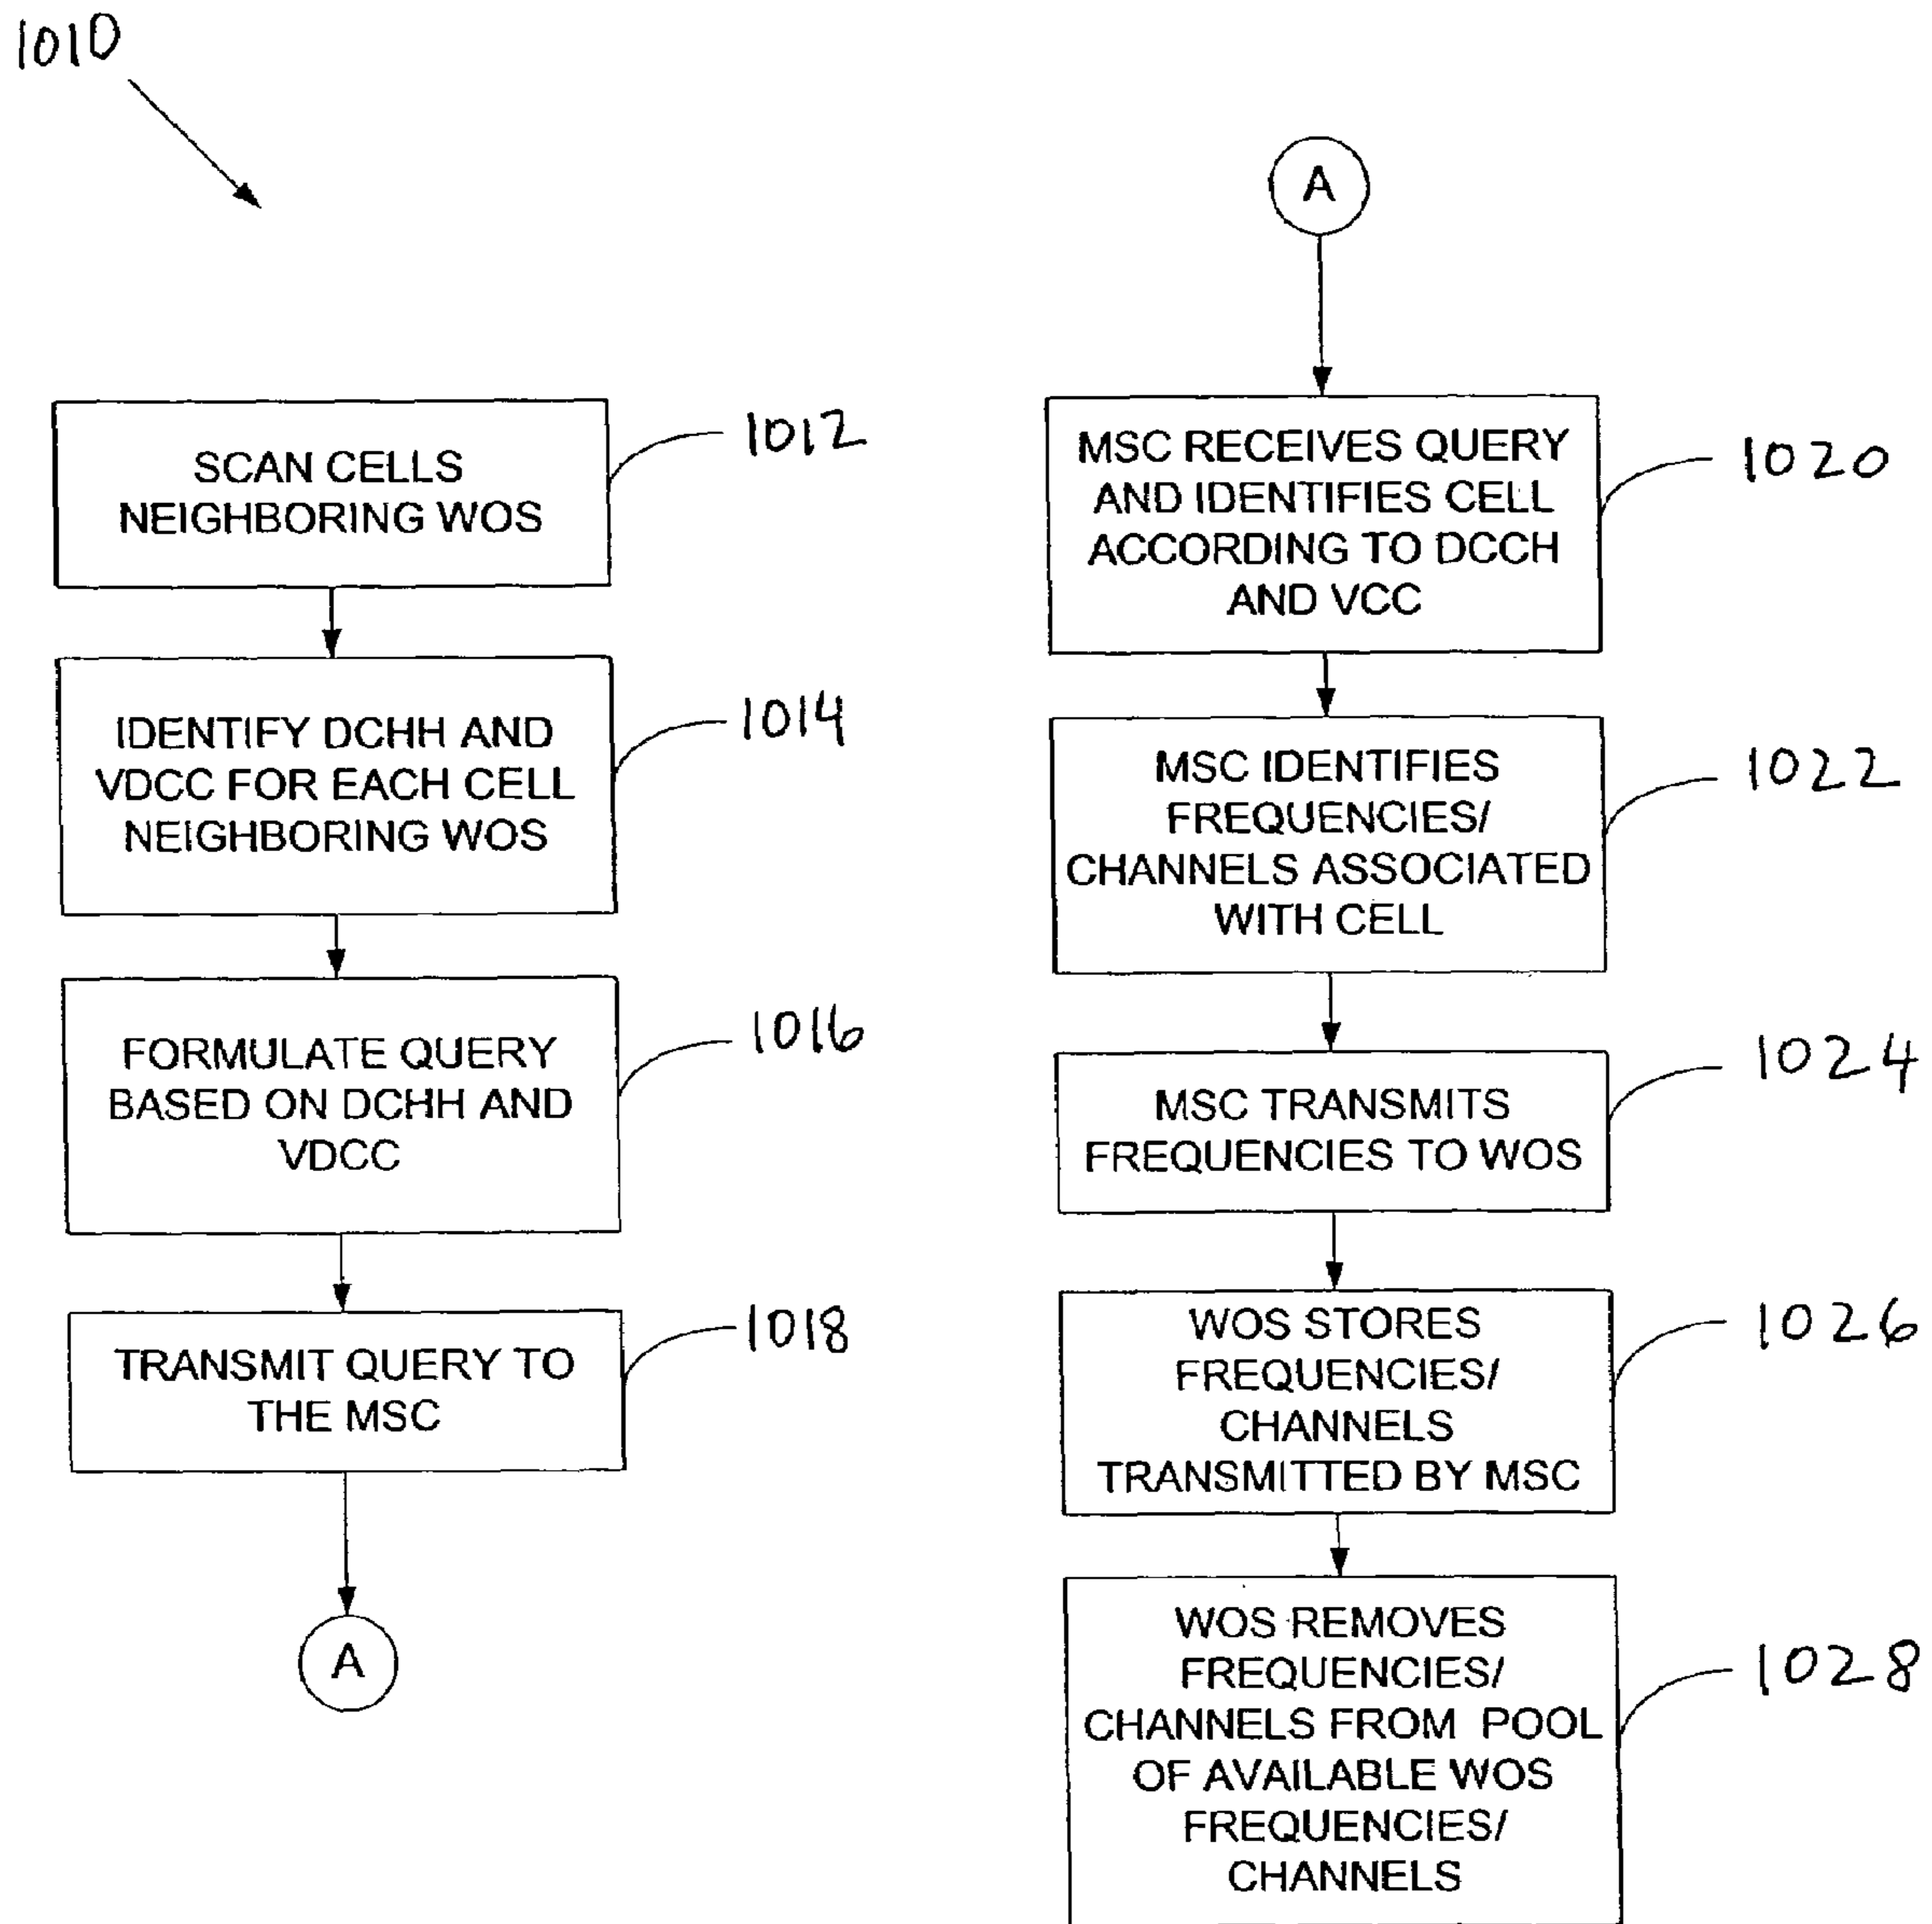 1010
SCAN CELLS
NEIGHBORING WOS
1012
IDENTIFY DCHH AND
VDCC FOR EACH CELL
NEIGHBORING WOS
1014
FORMULATE QUERY
BASED ON DCHH AND
VDCC
1016
TRANSMIT QUERY TO
THE MSC
1018
A
A
MSC RECEIVES QUERY
AND IDENTIFIES CELL
ACCORDING TO DCCH
AND VCC
1020
MSC IDENTIFIES
FREQUENCIES/
CHANNELS ASSOCIATED
WITH CELL
1022
MSC TRANSMITS
FREQUENCIES TO WOS
1024
WOS STORES
FREQUENCIES/
CHANNELS
TRANSMITTED BY MSC
1026
WOS REMOVES
FREQUENCIES/
CHANNELS FROM POOL
OF AVAILABLE WOS
FREQUENCIES/
CHANNELS
1028